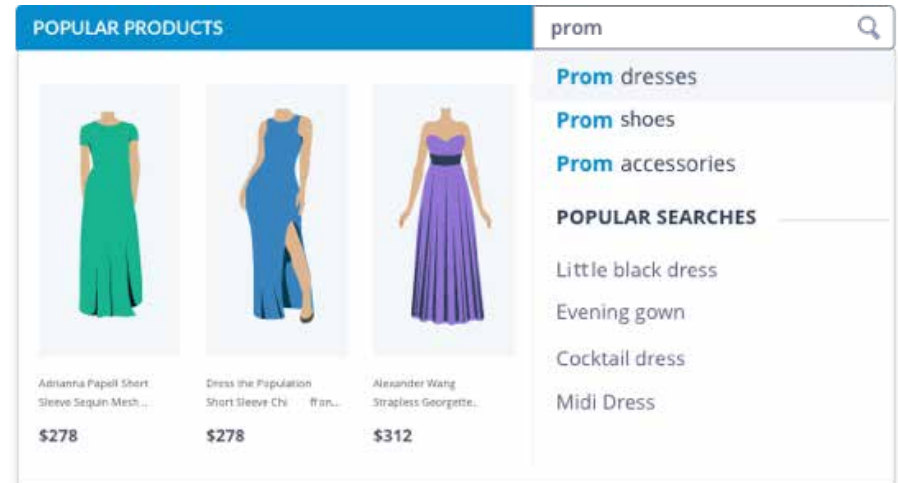 POPULAR PRODUCTS
prom
Prom dresses
Prom shoes
Prom accessories
POPULAR SEARCHES
Little black dress
Evening gown
Cocktail dress
Midi Dress
Adrianna Papell Short
Sleeve Sequin Mesh...
$278
Dress the Population
Short Sleeve Chi ffon...
$278
Alexander Wang
Strapless Georgette..
$312